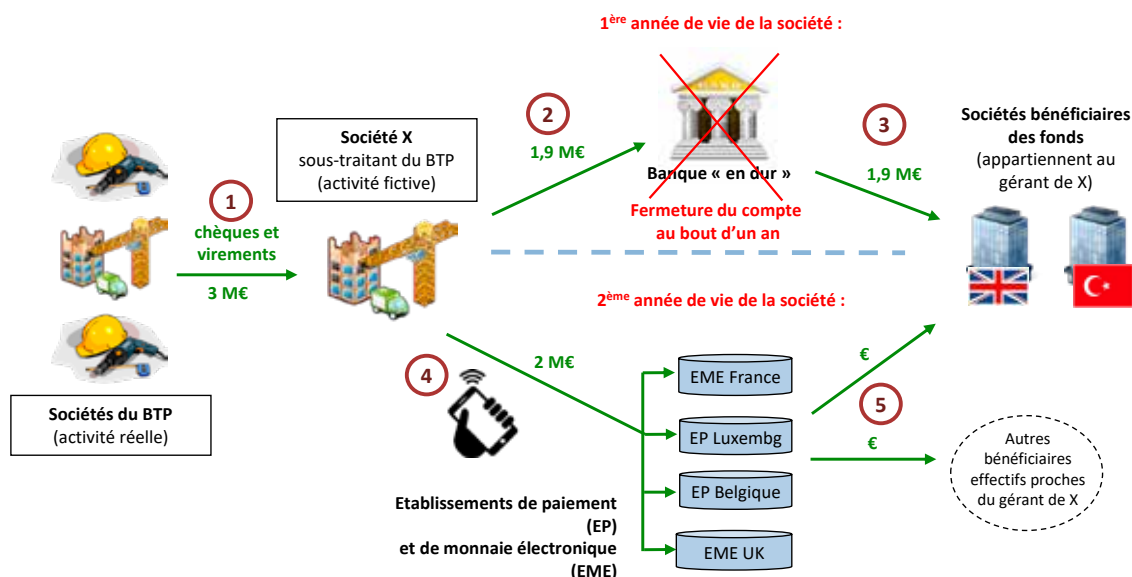 1ère année de vie de la société :
2
1,9 M€
Banque « en dur »
Fermeture du compte
au bout d'un an
3
1,9M€
Sociétés bénéficiaires
des fonds
(appartiennent au
gérant de X)
Société X
sous-traitant du BTP
(activité fictive)
1
chèques et
virements
3 M€
Sociétés du BTP
(activité réelle)
2ème année de vie de la société :
4
2 M€
EME France
EP Luxembg
EP Belgique
EME UK
Etablissements de paiement
(EP)
et de monnaie électronique
(EME)
€
5
€
Autres
bénéficiaires
effectifs proches
du gérant de X